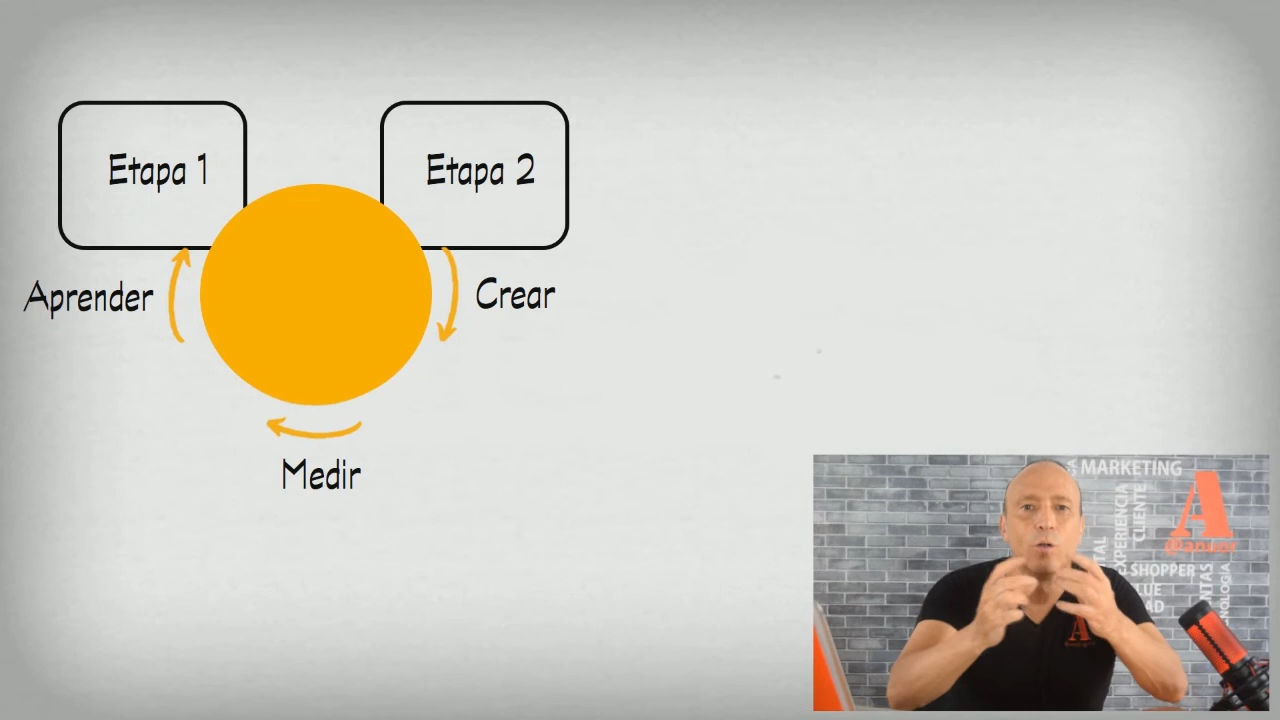 Etapa 1
Etapa 2
Aprender
Crear
Medir
MARKETING
EXPERIENCIA
CLIENTE
A
SHOPPER
A